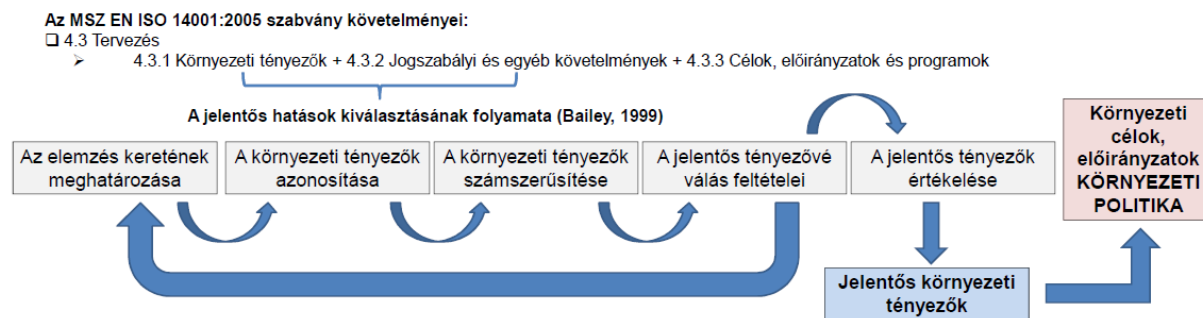 Az MSZ EN ISO 14001:2005 szabvány követelményei:
❑ 4.3 Tervezés
➢ 4.3.1 Környezeti tényezők + 4.3.2 Jogszabályi és egyéb követelmények + 4.3.3 Célok, előirányzatok és programok
A jelentős hatások kiválasztásának folyamata (Bailey, 1999)
Az elemzés keretének
meghatározása
A környezeti tényezők
azonosítása
A környezeti tényezők
számszerűsítése
A jelentős tényezővé
válás feltételei
A jelentős tényezők
értékelése
Környezeti
célok,
előirányzatok
KÖRNYEZETI
POLITIKA
Jelentős környezeti
tényezők